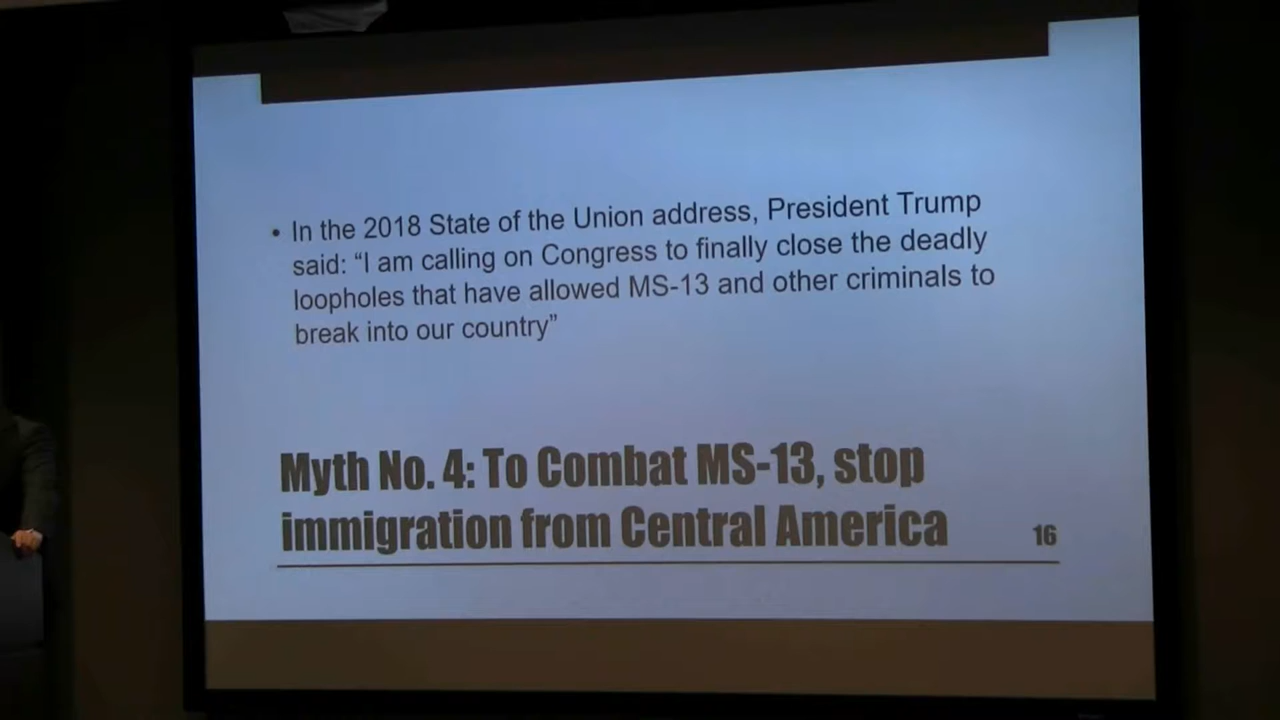 • In the 2018 State of the Union address, President Trump
said: “I am calling on Congress to finally close the deadly
loopholes that have allowed MS-13 and other criminals to
break into our country”
Myth No. 4: To Combat MS-13, stop
immigration from Central America
16